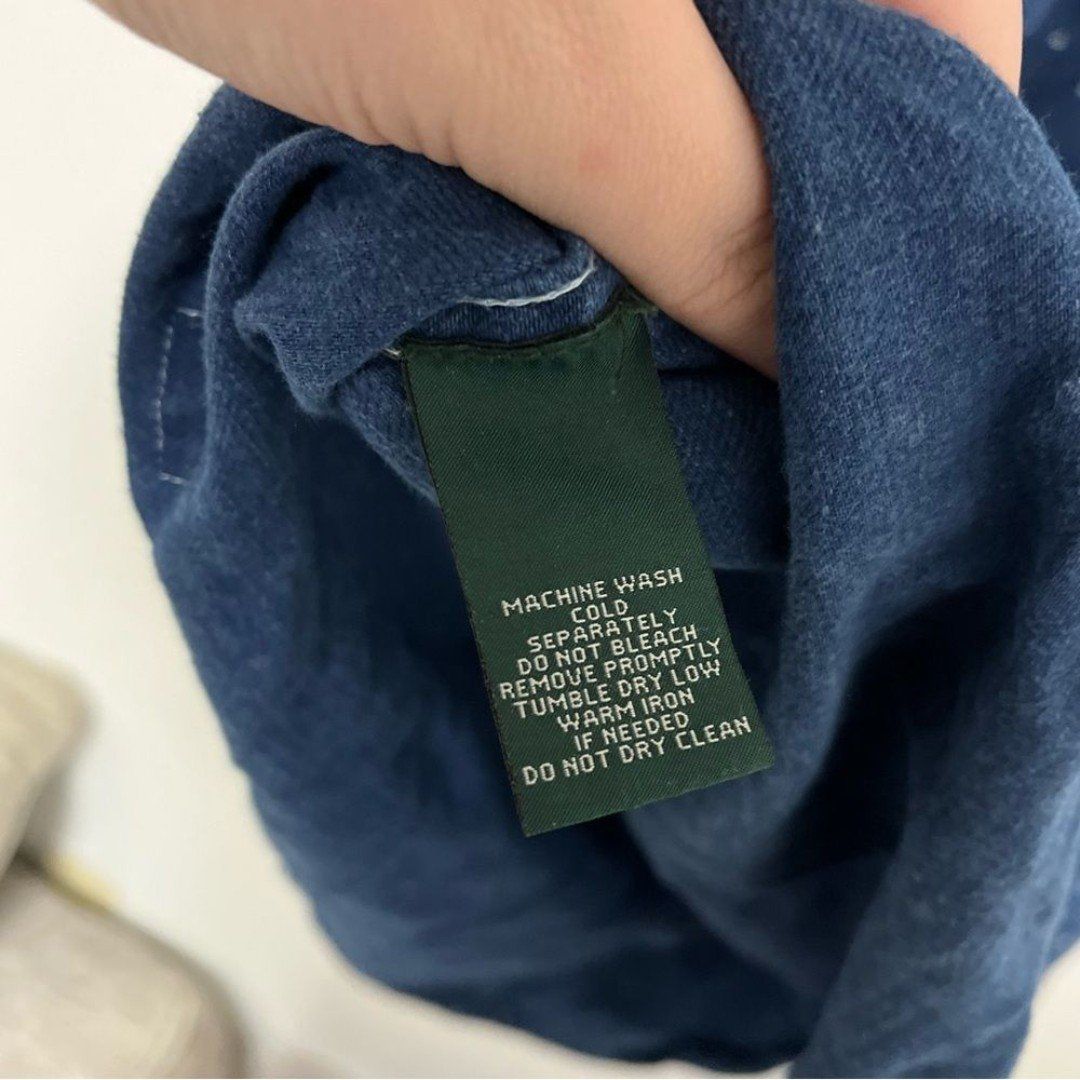 MACHINE WASH
COLD
SEPARATELY
DO NOT BLEACH
REMOVE PROMPTLY
TUMBLE DRY LOW
WARM IRON
IF NEEDED
DO NOT DRY CLEAN